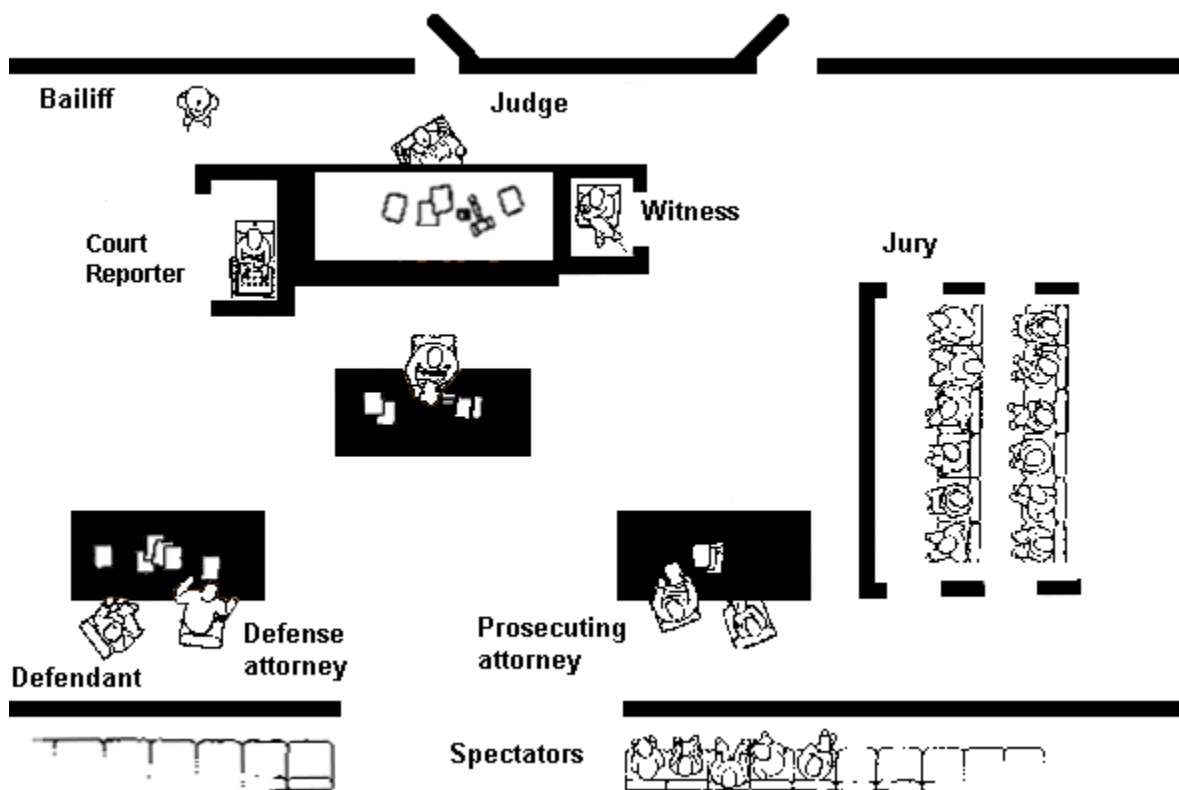 Bailiff
Judge
Witness
Court
Reporter
Jury
Defense
attorney
Prosecuting
attorney
Defendant
Spectators